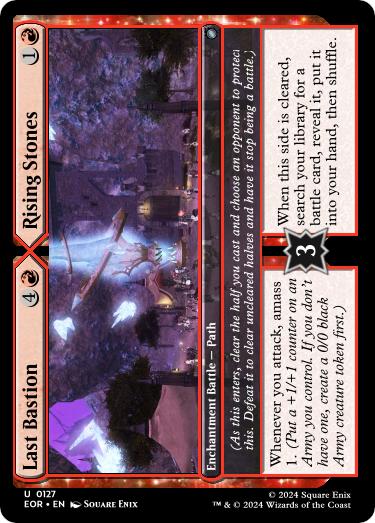 Last Bastion
4
Rising Stones
1
Enchantment Battle — Path
(As this enters, clear the half you cast and choose an opponent to protect
this. Defeat it to clear uncleared halves and have it stop being a battle.)
Whenever you attack, amass
1. (Put a +1/+1 counter on an
Army you control. If you don't
have one, create a 0/0 black
Army creature token first.)
3
When this side is cleared,
search your library for a
battle card, reveal it, put it
into your hand, then shuffle.
U 0127
EOR • EN SQUARE ENIX
© 2024 Square Enix
™ & © 2024 Wizards of the Coast